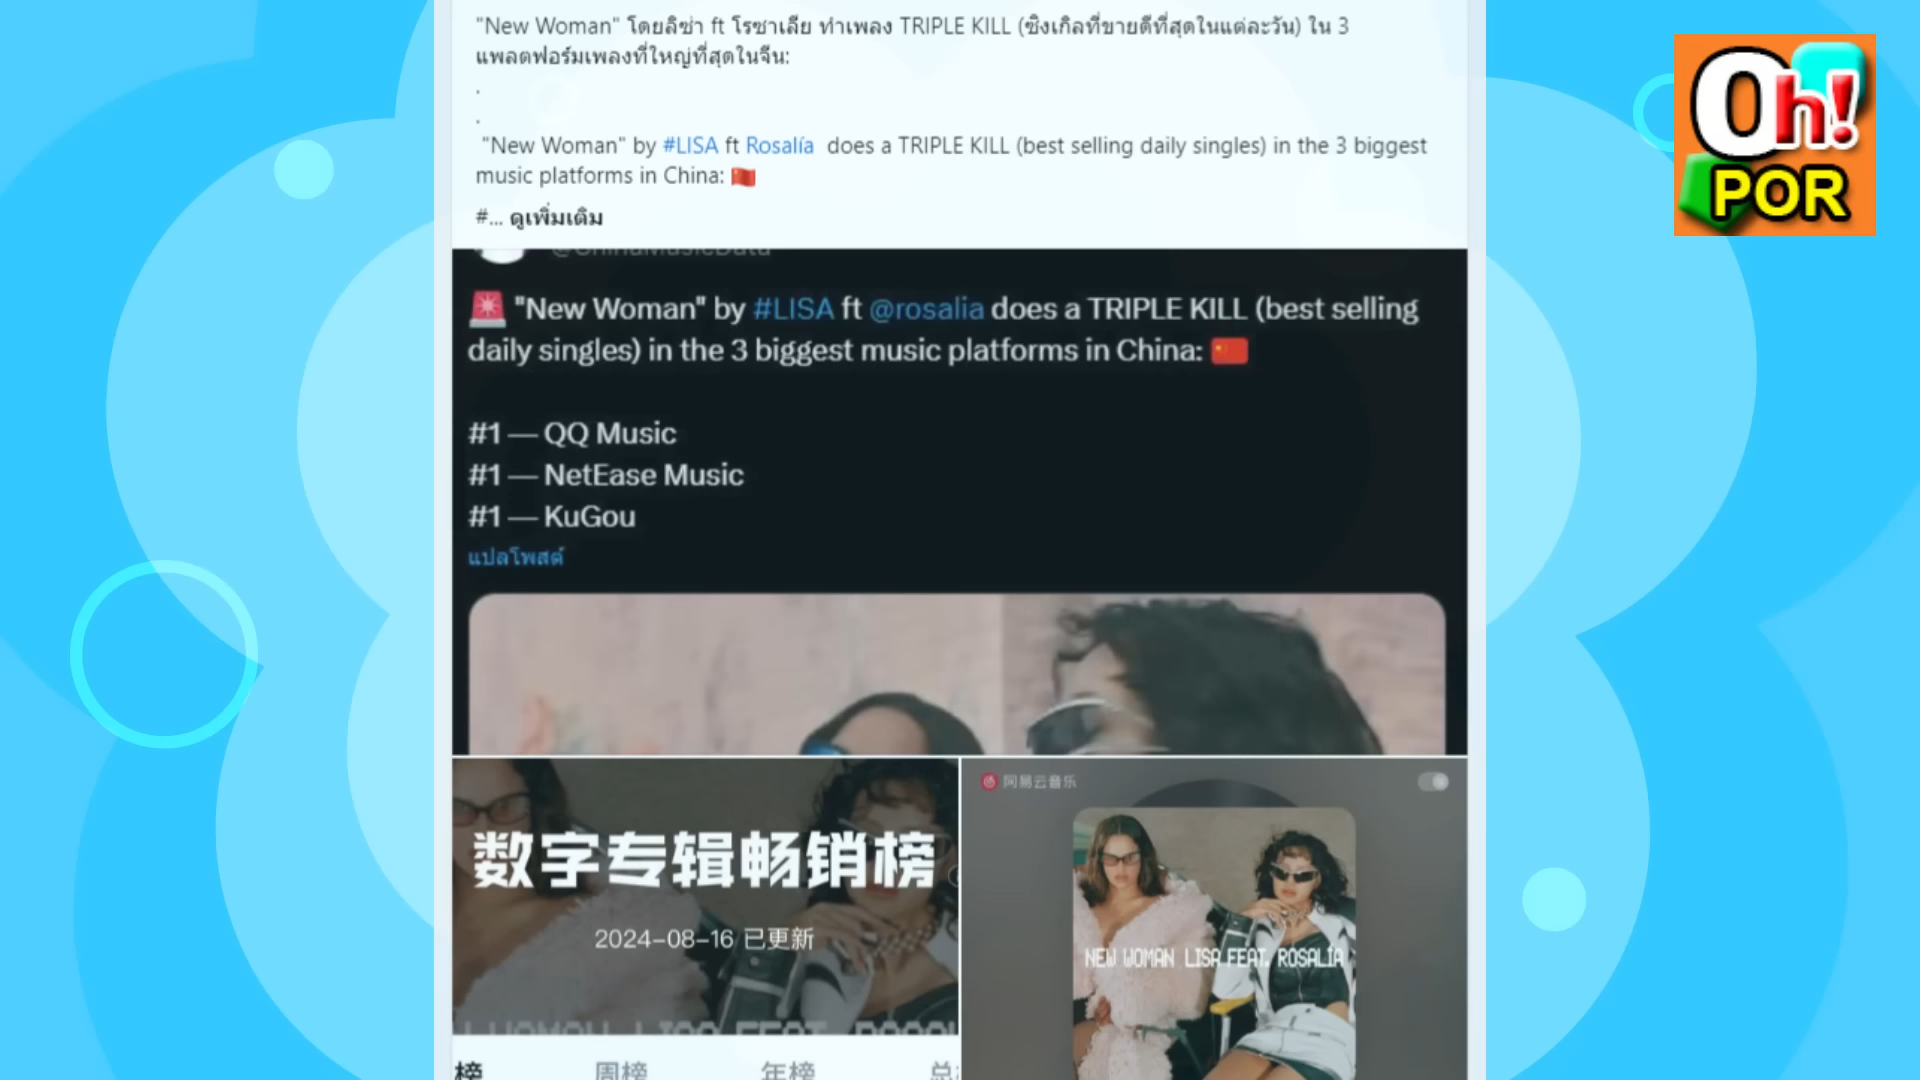 "New Woman" โดยลิซ่า ft โรซาเลีย ทำเพลง TRIPLE KILL (ซิงเกิลที่ขายดีที่สุดในแต่ละวัน) ใน 3
แพลตฟอร์มเพลงที่ใหญ่ที่สุดในจีน:
.
.
"New Woman" by #LISA ft Rosalía does a TRIPLE KILL (best selling daily singles) in the 3 biggest
music platforms in China: 🇨🇳
#... ดูเพิ่มเติม
@ChinaMusicData
🚨 "New Woman" by #LISA ft @rosalia does a TRIPLE KILL (best selling
daily singles) in the 3 biggest music platforms in China: 🇨🇳
#1 — QQ Music
#1 — NetEase Music
#1 — KuGou
แปลโพสต์
数字专辑畅销榜
2024-08-16 已更新
榜 周榜 年榜 总
网易云音乐
NEW WOMAN LISA FEAT. ROSALÍA
Oh!
POR